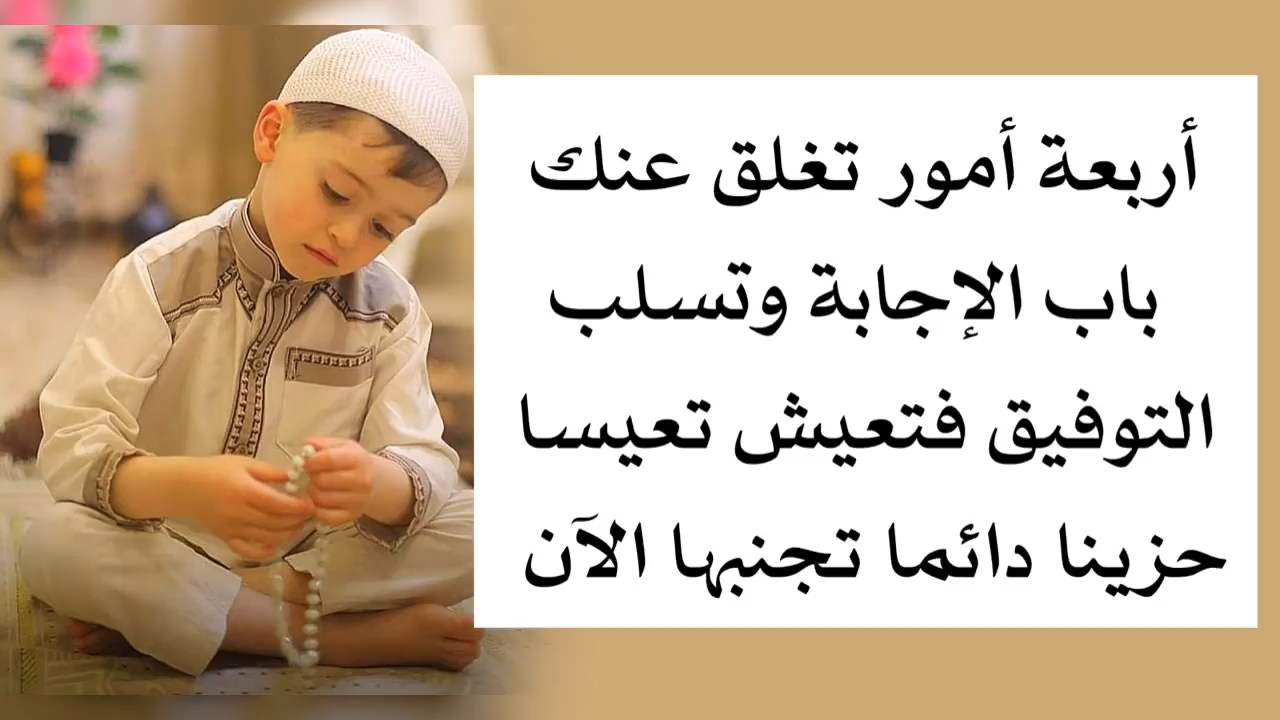 أربعة أمور تغلق عنك
باب الإجابة وتسلب
التوفيق فتعيش تعيسا
حزينا دائما تجنبها الآن